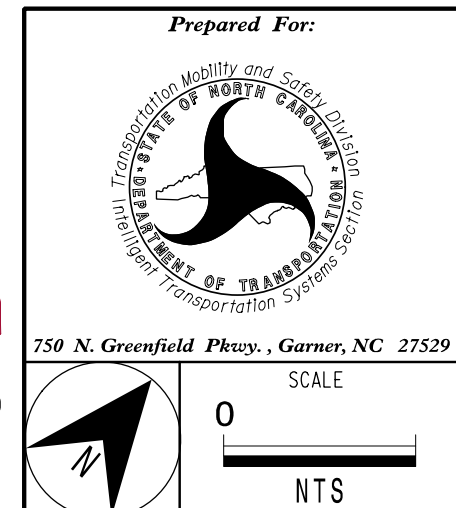 Prepared For:
Transportation Mobility and Safety Division
STATE OF NORTH CAROLINA
DEPARTMENT OF TRANSPORTATION
Intelligent Transportation Systems Section
750 N. Greenfield Pkwy. , Garner, NC 27529
N
SCALE
0
NTS